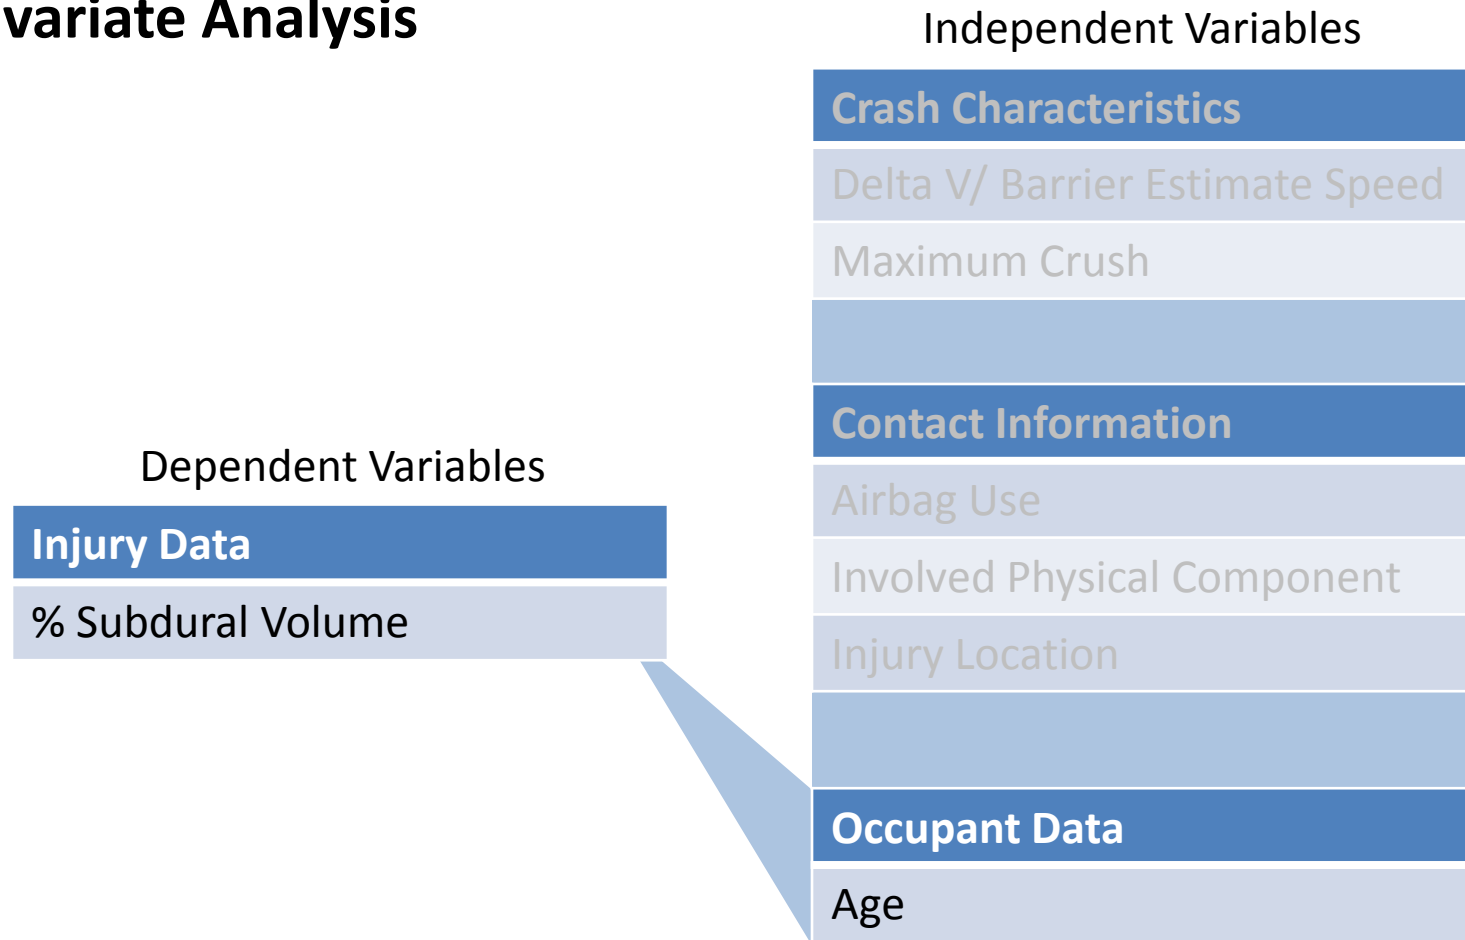 variate Analysis
Independent Variables
Crash Characteristics
Delta V/ Barrier Estimate Speed
Maximum Crush
Contact Information
Airbag Use
Involved Physical Component
Injury Location
Occupant Data
Age
Dependent Variables
Injury Data
% Subdural Volume